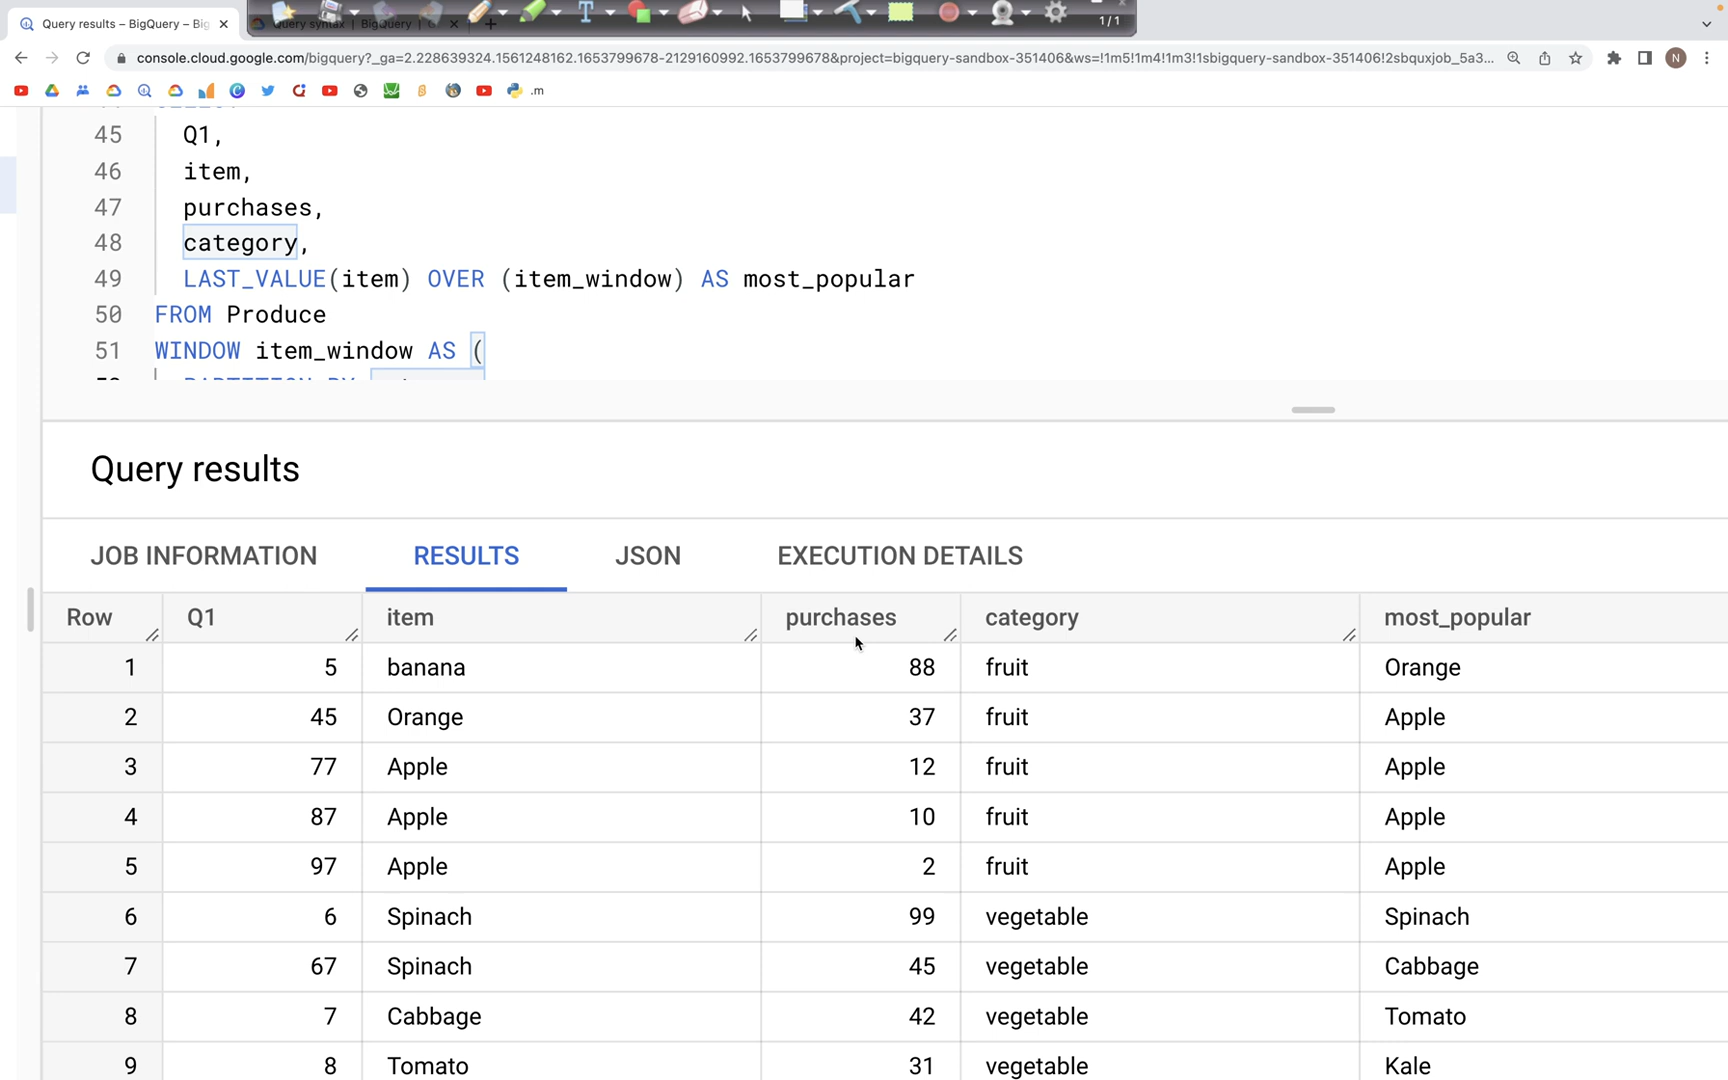 Query results – BigQuery – Big
Query syntax | BigQuery | G
1 / 1
console.cloud.google.com/bigquery?_ga=2.228639324.1561248162.1653799678-2129160992.1653799678&project=bigquery-sandbox-351406&ws=!1m5!1m4!1m3!1sbigquery-sandbox-351406!2sbquxjob_5a3...
N
.m
45 Q1,
46 item,
47 purchases,
48 category,
49 LAST_VALUE(item) OVER (item_window) AS most_popular
50 FROM Produce
51 WINDOW item_window AS (
Query results
JOB INFORMATION RESULTS JSON EXECUTION DETAILS
Row Q1 item purchases category most_popular
1 5 banana 88 fruit Orange
2 45 Orange 37 fruit Apple
3 77 Apple 12 fruit Apple
4 87 Apple 10 fruit Apple
5 97 Apple 2 fruit Apple
6 6 Spinach 99 vegetable Spinach
7 67 Spinach 45 vegetable Cabbage
8 7 Cabbage 42 vegetable Tomato
9 8 Tomato 31 vegetable Kale